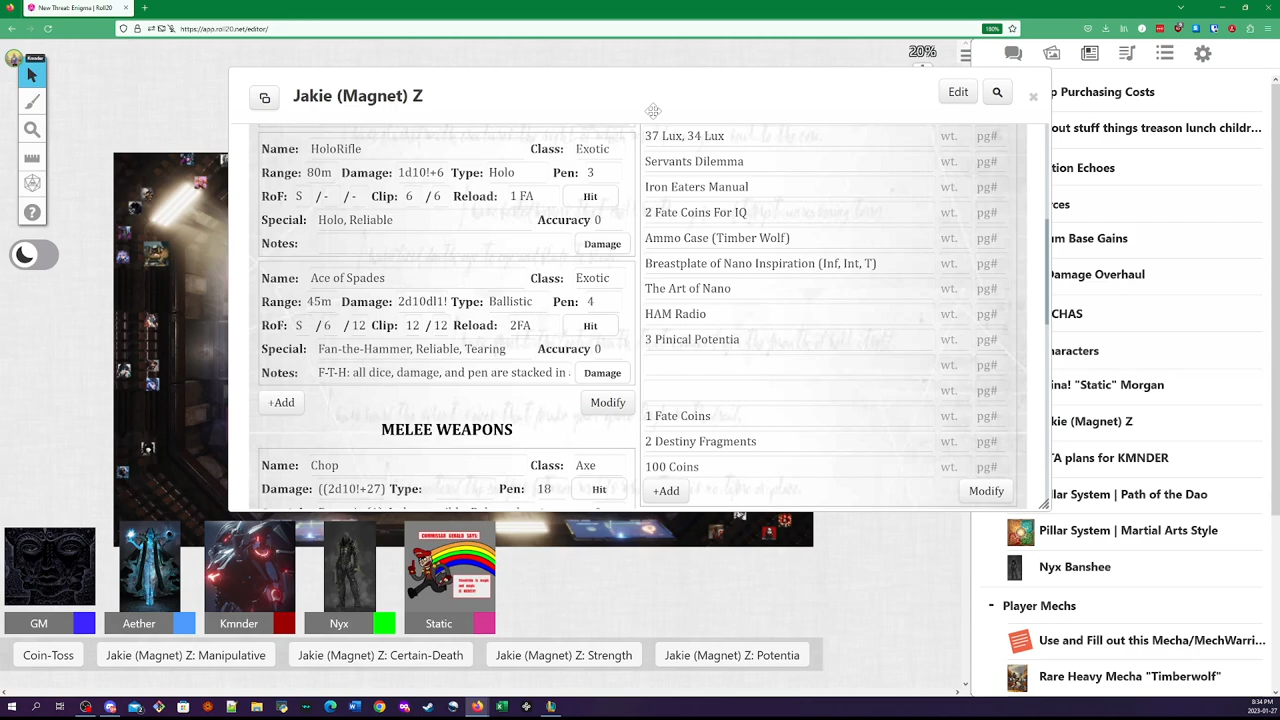 New Threat: Enigma | Roll20
https://app.roll20.net/editor/
180%
Kmnder
20%
Jakie (Magnet) Z
Edit
Name: HoloRifle Class: Exotic
Range: 80m Damage: 1d10!+6 Type: Holo Pen: 3
RoF: S / - / - Clip: 6 / 6 Reload: 1 FA Hit
Special: Holo, Reliable Accuracy 0
Notes: Damage
Name: Ace of Spades Class: Exotic
Range: 45m Damage: 2d10dl1! Type: Ballistic Pen: 4
RoF: S / 6 / 12 Clip: 12 / 12 Reload: 2FA Hit
Special: Fan-the-Hammer, Reliable, Tearing Accuracy 0
Notes: F-T-H: all dice, damage, and pen are stacked in Damage
+Add Modify
MELEE WEAPONS
Name: Chop Class: Axe
Damage: ((2d10!+27) Type: Pen: 18 Hit
37 Lux, 34 Lux wt. pg#
Servants Dilemma wt. pg#
Iron Eaters Manual wt. pg#
2 Fate Coins For IQ wt. pg#
Ammo Case (Timber Wolf) wt. pg#
Breastplate of Nano Inspiration (Inf, Int, T) wt. pg#
The Art of Nano wt. pg#
HAM Radio wt. pg#
3 Pinical Potentia wt. pg#
wt. pg#
wt. pg#
1 Fate Coins wt. pg#
2 Destiny Fragments wt. pg#
100 Coins wt. pg#
+Add Modify
p Purchasing Costs
out stuff things treason lunch childr...
tion Echoes
rces
um Base Gains
Damage Overhaul
CHAS
aracters
ina! "Static" Morgan
kie (Magnet) Z
TA plans for KMNDER
llar System | Path of the Dao
Pillar System | Martial Arts Style
Nyx Banshee
- Player Mechs
Use and Fill out this Mecha/MechWarri...
Rare Heavy Mecha "Timberwolf"
COMMISSAR GERALD SAYS:
GM
Aether
Kmnder
Nyx
Static
Coin-Toss
Jakie (Magnet) Z: Manipulative
Jakie (Magnet) Z: Certain-Death
Jakie (Magnet) Z: Strength
Jakie (Magnet) Z: Potentia
8:34 PM
2023-01-27